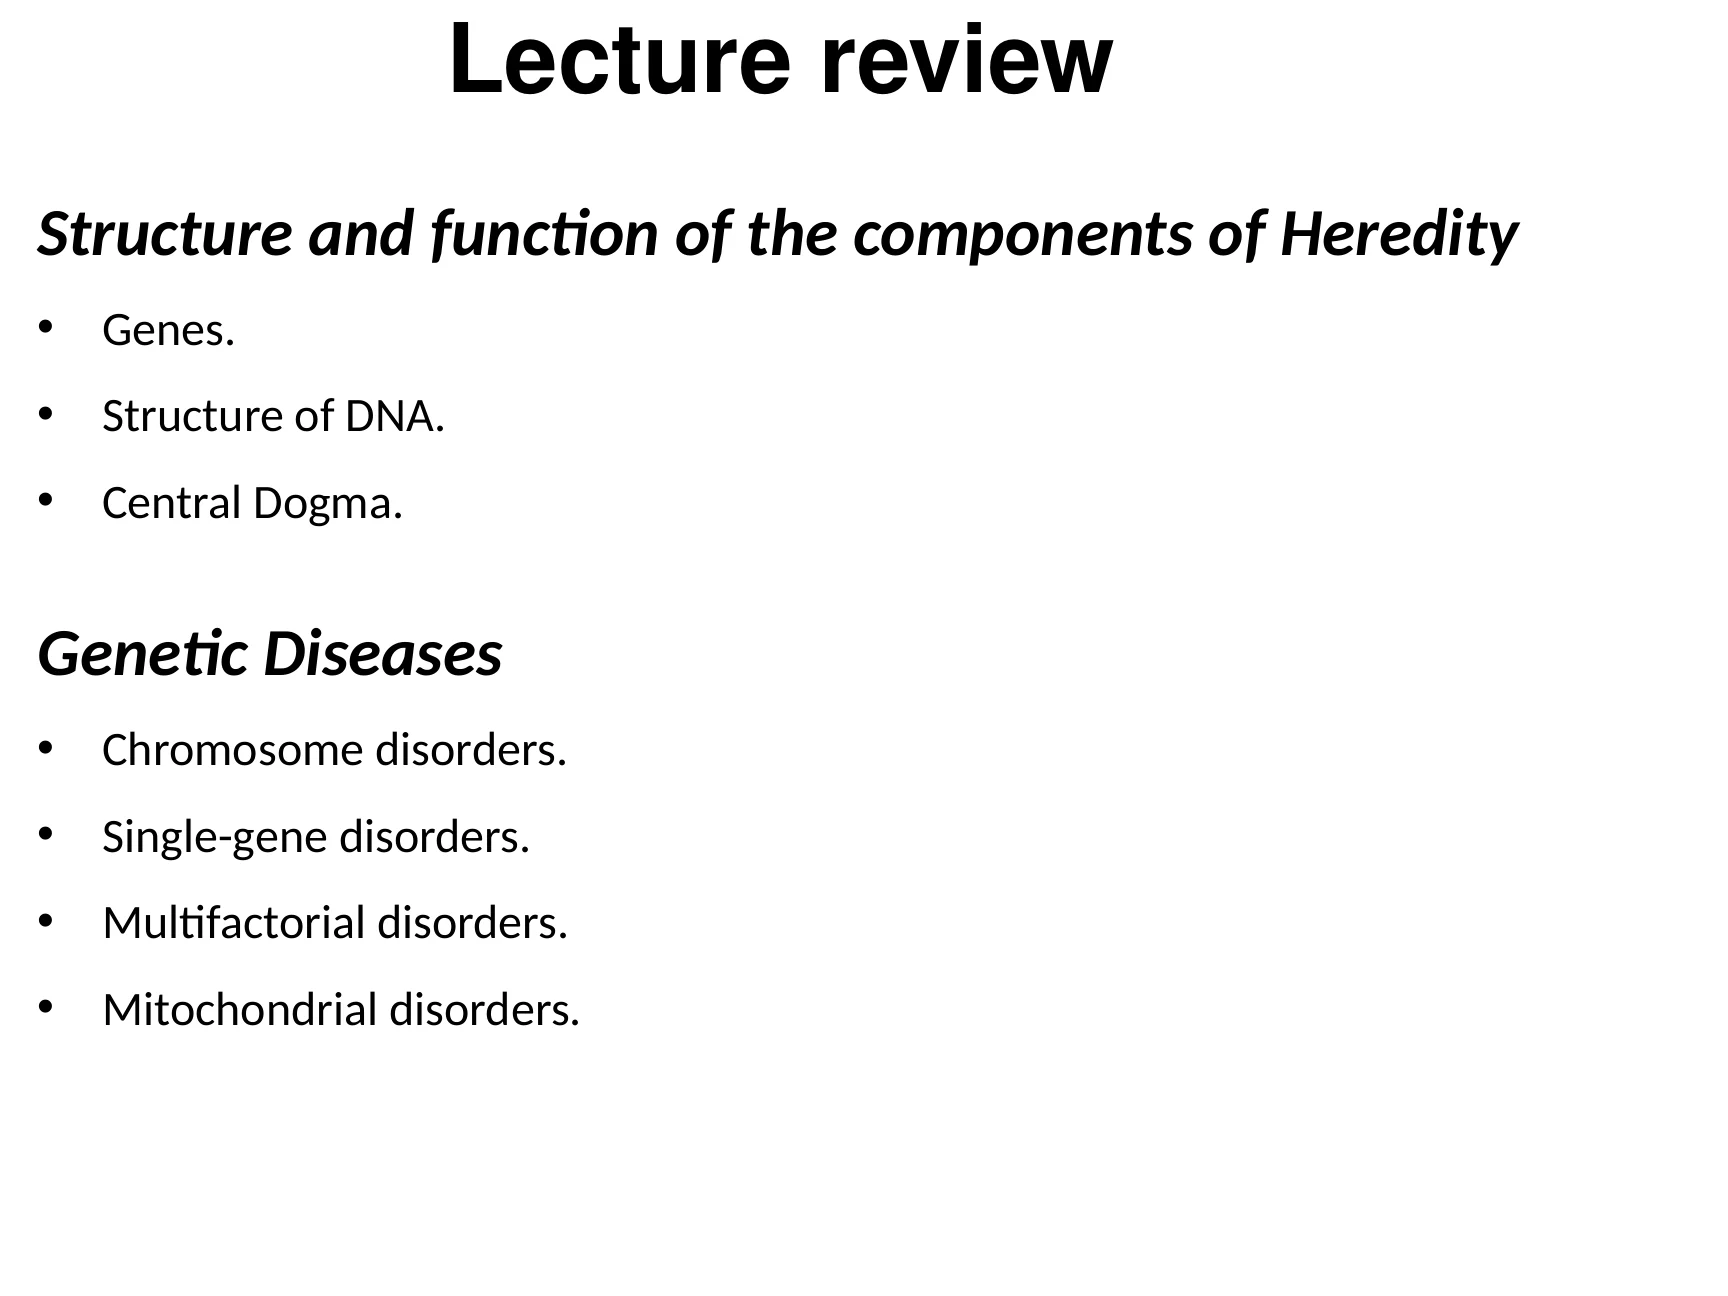 Lecture review
Structure and function of the components of Heredity
• Genes.
• Structure of DNA.
• Central Dogma.
Genetic Diseases
• Chromosome disorders.
• Single-gene disorders.
• Multifactorial disorders.
• Mitochondrial disorders.